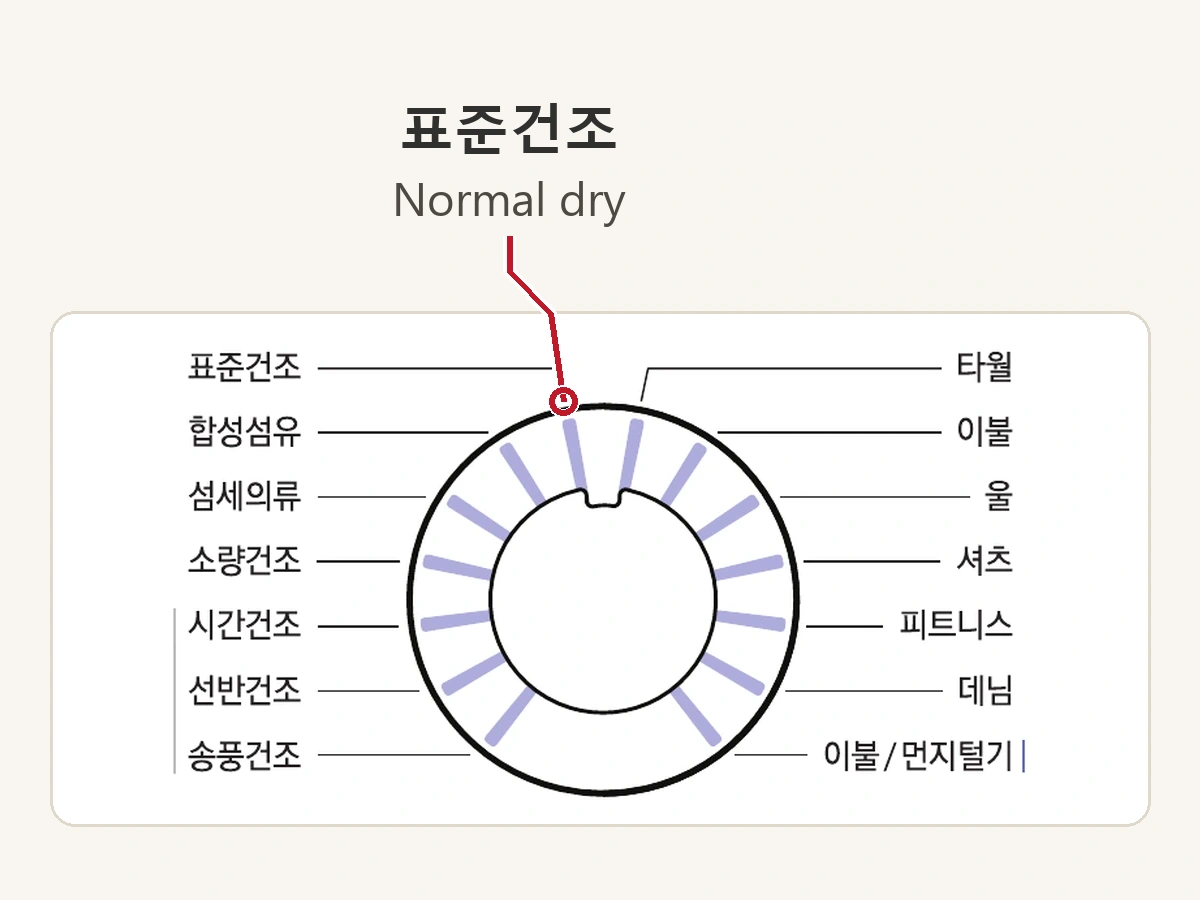 표준건조
Normal dry
표준건조
합성섬유
섬세의류
소량건조
시간건조
선반건조
송풍건조
타월
이불
울
셔츠
피트니스
데님
이불/먼지털기